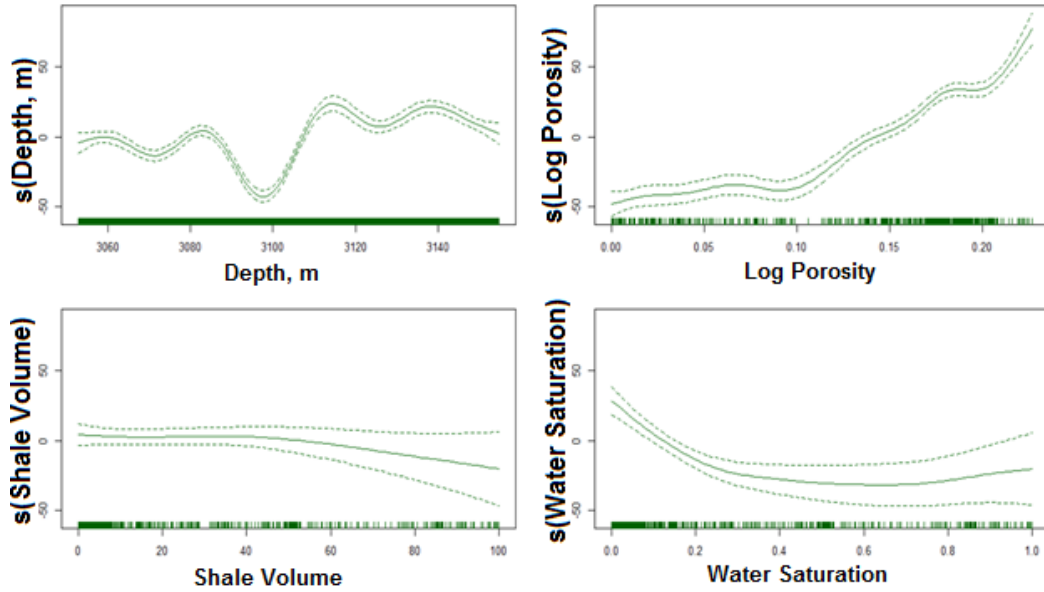 s(Depth, m)
50
0
-50
3060 3080 3100 3120 3140
Depth, m
s(Log Porosity)
50
0
-50
0.00 0.05 0.10 0.15 0.20
Log Porosity
s(Shale Volume)
50
0
-50
0 20 40 60 80 100
Shale Volume
s(Water Saturation)
50
0
-50
0.0 0.2 0.4 0.6 0.8 1.0
Water Saturation